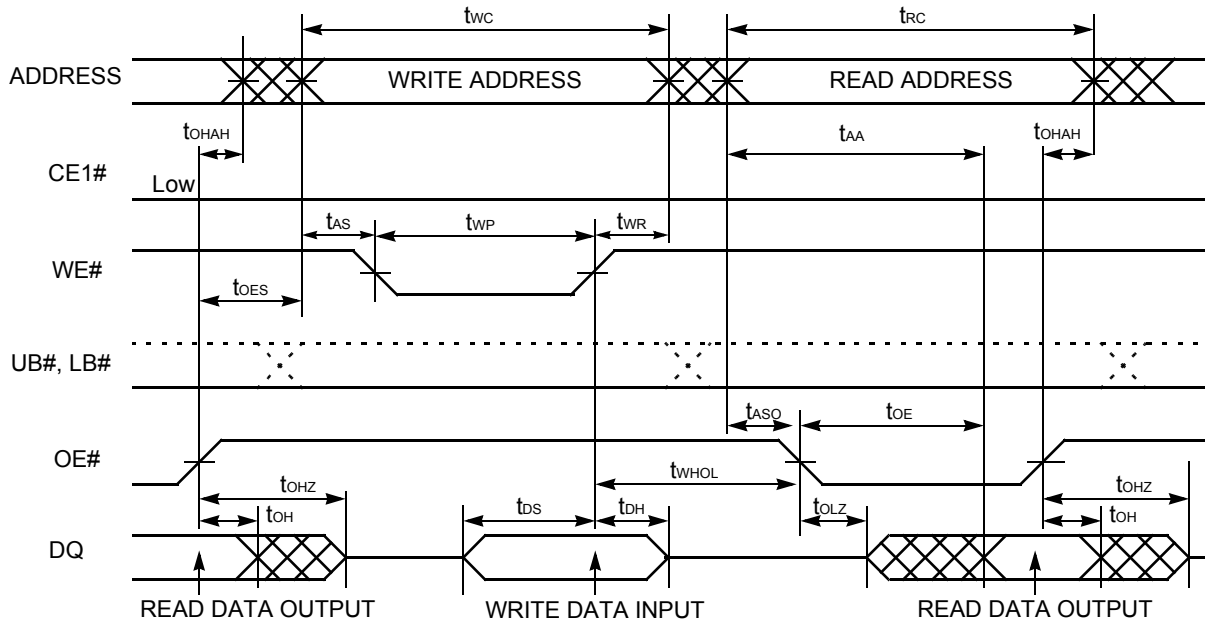 tWC tRC
ADDRESS WRITE ADDRESS READ ADDRESS
tOHAH tAA tOHAH
CE1# Low
tAS tWP tWR
WE#
tOES
UB#, LB#
tASO tOE
OE#
tOHZ tWHOL tOHZ
tOH tDS tDH tOLZ tOH
DQ
READ DATA OUTPUT WRITE DATA INPUT READ DATA OUTPUT